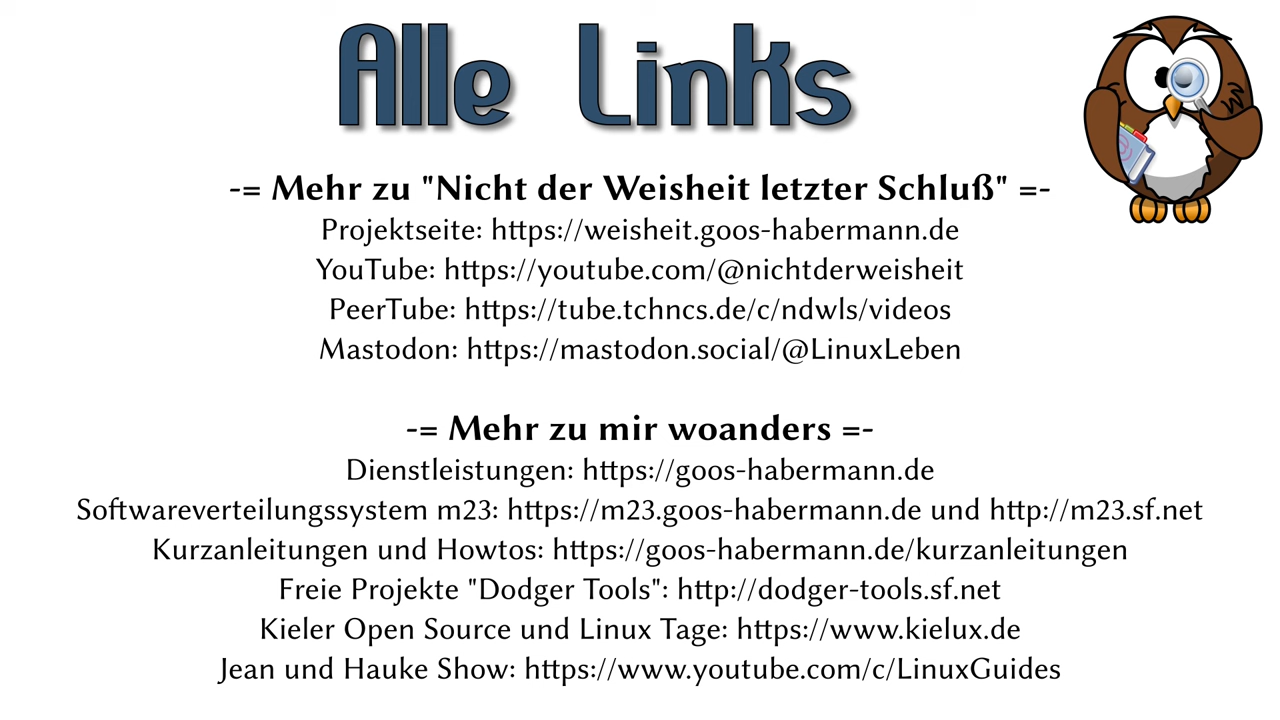 Alle Links
-= Mehr zu "Nicht der Weisheit letzter Schluß" =-
Projektseite: https://weisheit.goos-habermann.de
YouTube: https://youtube.com/@nichtderweisheit
PeerTube: https://tube.tchncs.de/c/ndwls/videos
Mastodon: https://mastodon.social/@LinuxLeben
-= Mehr zu mir woanders =-
Dienstleistungen: https://goos-habermann.de
Softwareverteilungssystem m23: https://m23.goos-habermann.de und http://m23.sf.net
Kurzanleitungen und Howtos: https://goos-habermann.de/kurzanleitungen
Freie Projekte "Dodger Tools": http://dodger-tools.sf.net
Kieler Open Source und Linux Tage: https://www.kielux.de
Jean und Hauke Show: https://www.youtube.com/c/LinuxGuides